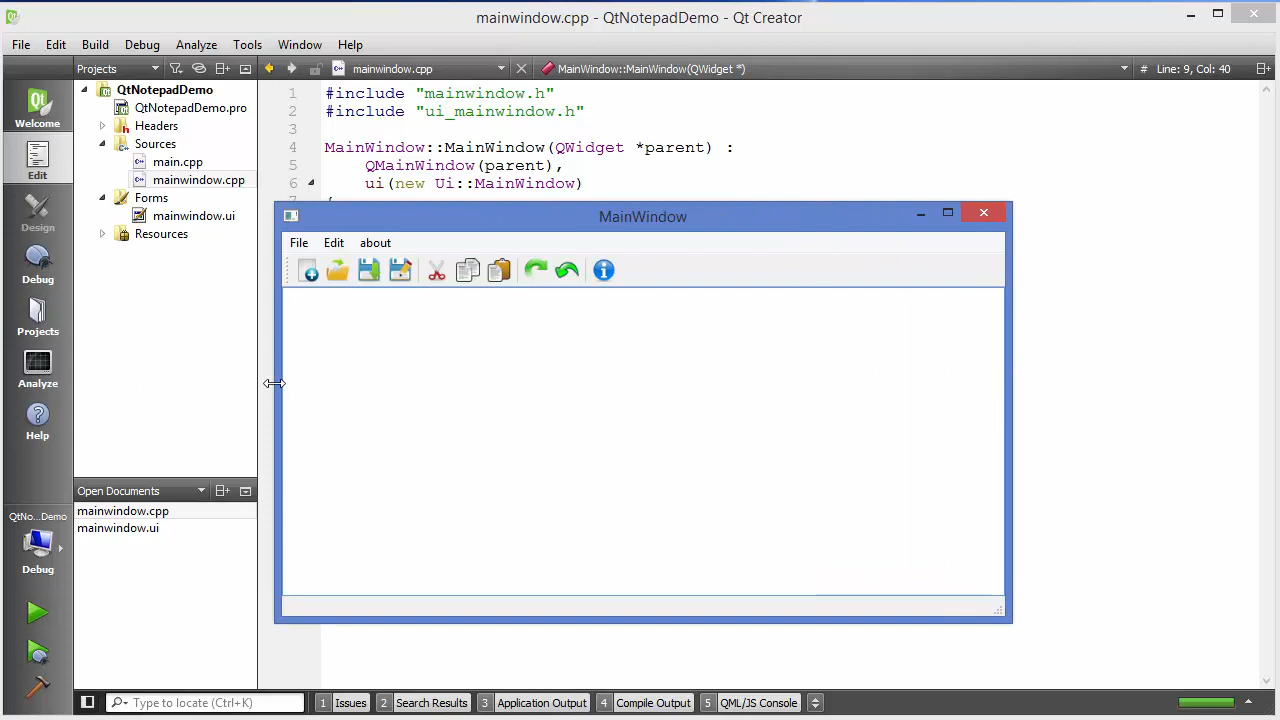 mainwindow.cpp - QtNotepadDemo - Qt Creator
File Edit Build Debug Analyze Tools Window Help
Projects mainwindow.cpp MainWindow::MainWindow(QWidget *) # Line: 9, Col: 40
Welcome
Edit
Design
Debug
Projects
Analyze
Help
QtNo...Demo
Debug
QtNotepadDemo
QtNotepadDemo.pro
Headers
Sources
main.cpp
mainwindow.cpp
Forms
mainwindow.ui
Resources
Open Documents
mainwindow.cpp
mainwindow.ui
1 #include "mainwindow.h"
2 #include "ui_mainwindow.h"
3
4 MainWindow::MainWindow(QWidget *parent) :
5 QMainWindow(parent),
6 ui(new Ui::MainWindow)
MainWindow
File Edit about
Type to locate (Ctrl+K) 1 Issues 2 Search Results 3 Application Output 4 Compile Output 5 QML/JS Console